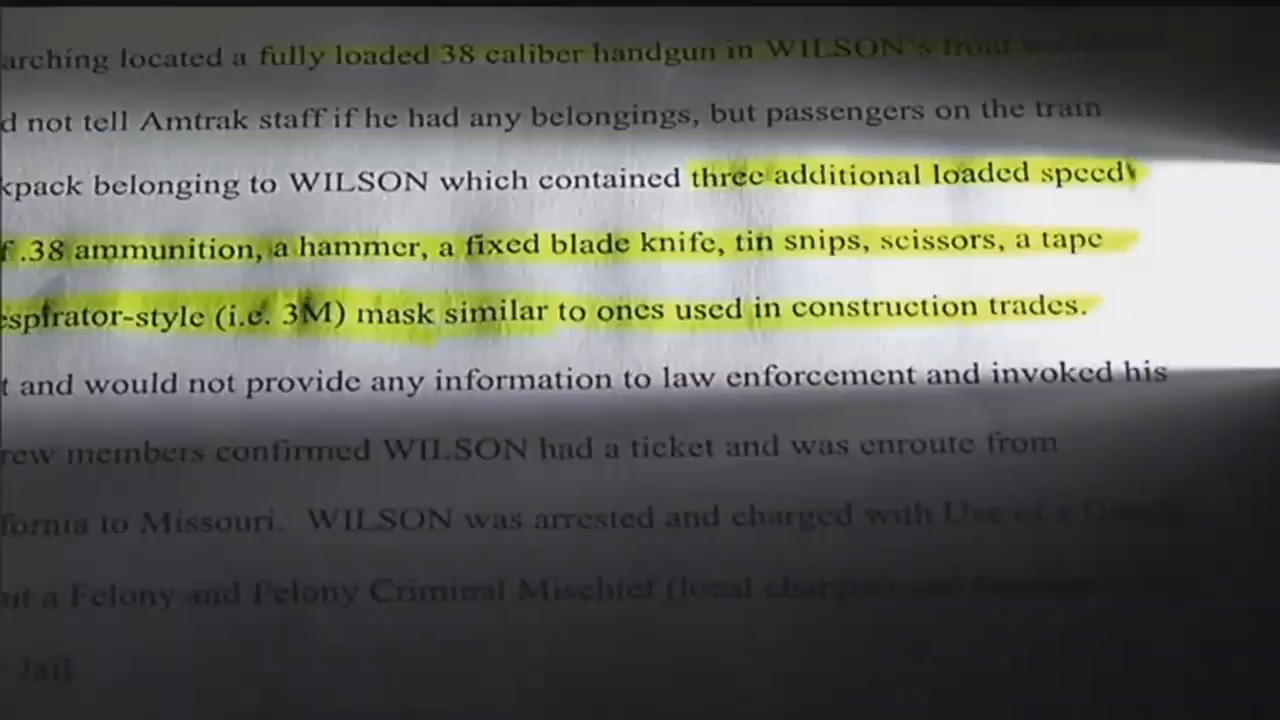 arching located a fully loaded 38 caliber handgun in WILSON's front
d not tell Amtrak staff if he had any belongings, but passengers on the train
kpack belonging to WILSON which contained three additional loaded speed
f .38 ammunition, a hammer, a fixed blade knife, tin snips, scissors, a tape
espirator-style (i.e. 3M) mask similar to ones used in construction trades.
t and would not provide any information to law enforcement and invoked his
rew members confirmed WILSON had a ticket and was enroute from
fornia to Missouri. WILSON was arrested and charged with Use of a
it a Felony and Felony Criminal Mischief (local charges) and
Jail